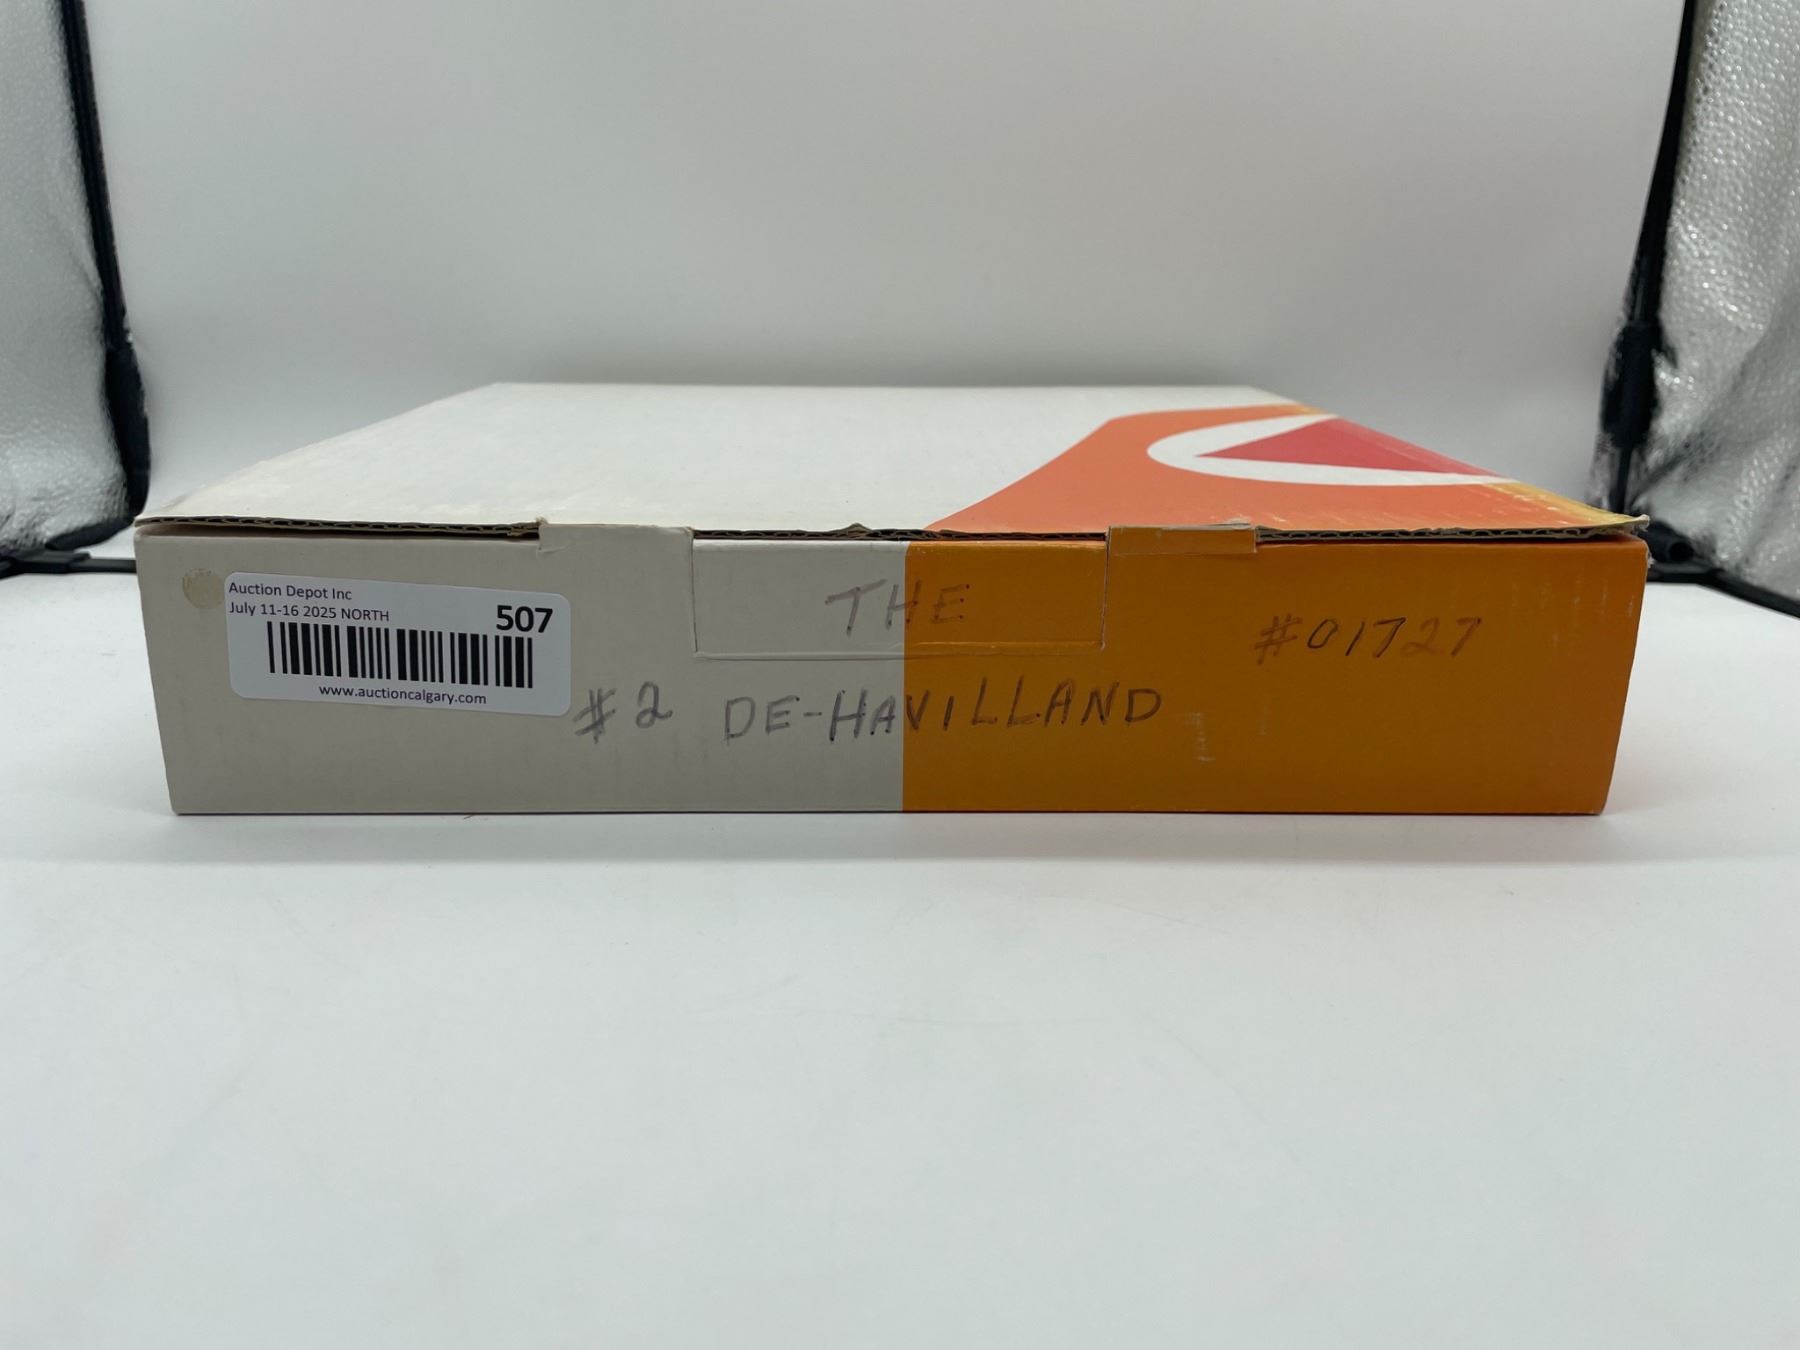 Auction Depot Inc
July 11-16 2025 NORTH
507
www.auctioncalgary.com
THE
#2 DE-HAVILLAND
#01727